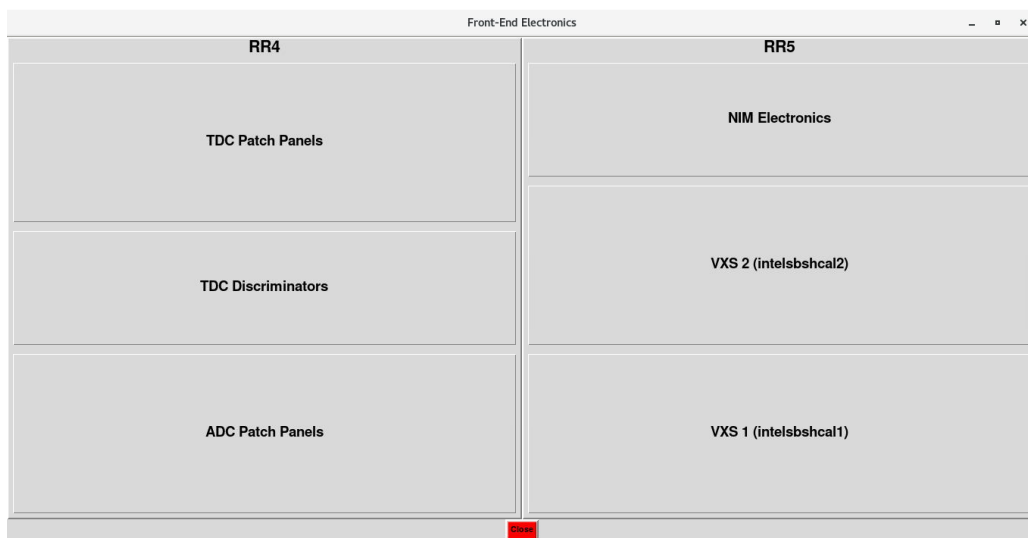 Front-End Electronics
RR4
TDC Patch Panels
TDC Discriminators
ADC Patch Panels
RR5
NIM Electronics
VXS 2 (intelsbshcal2)
VXS 1 (intelsbshcal1)
Close